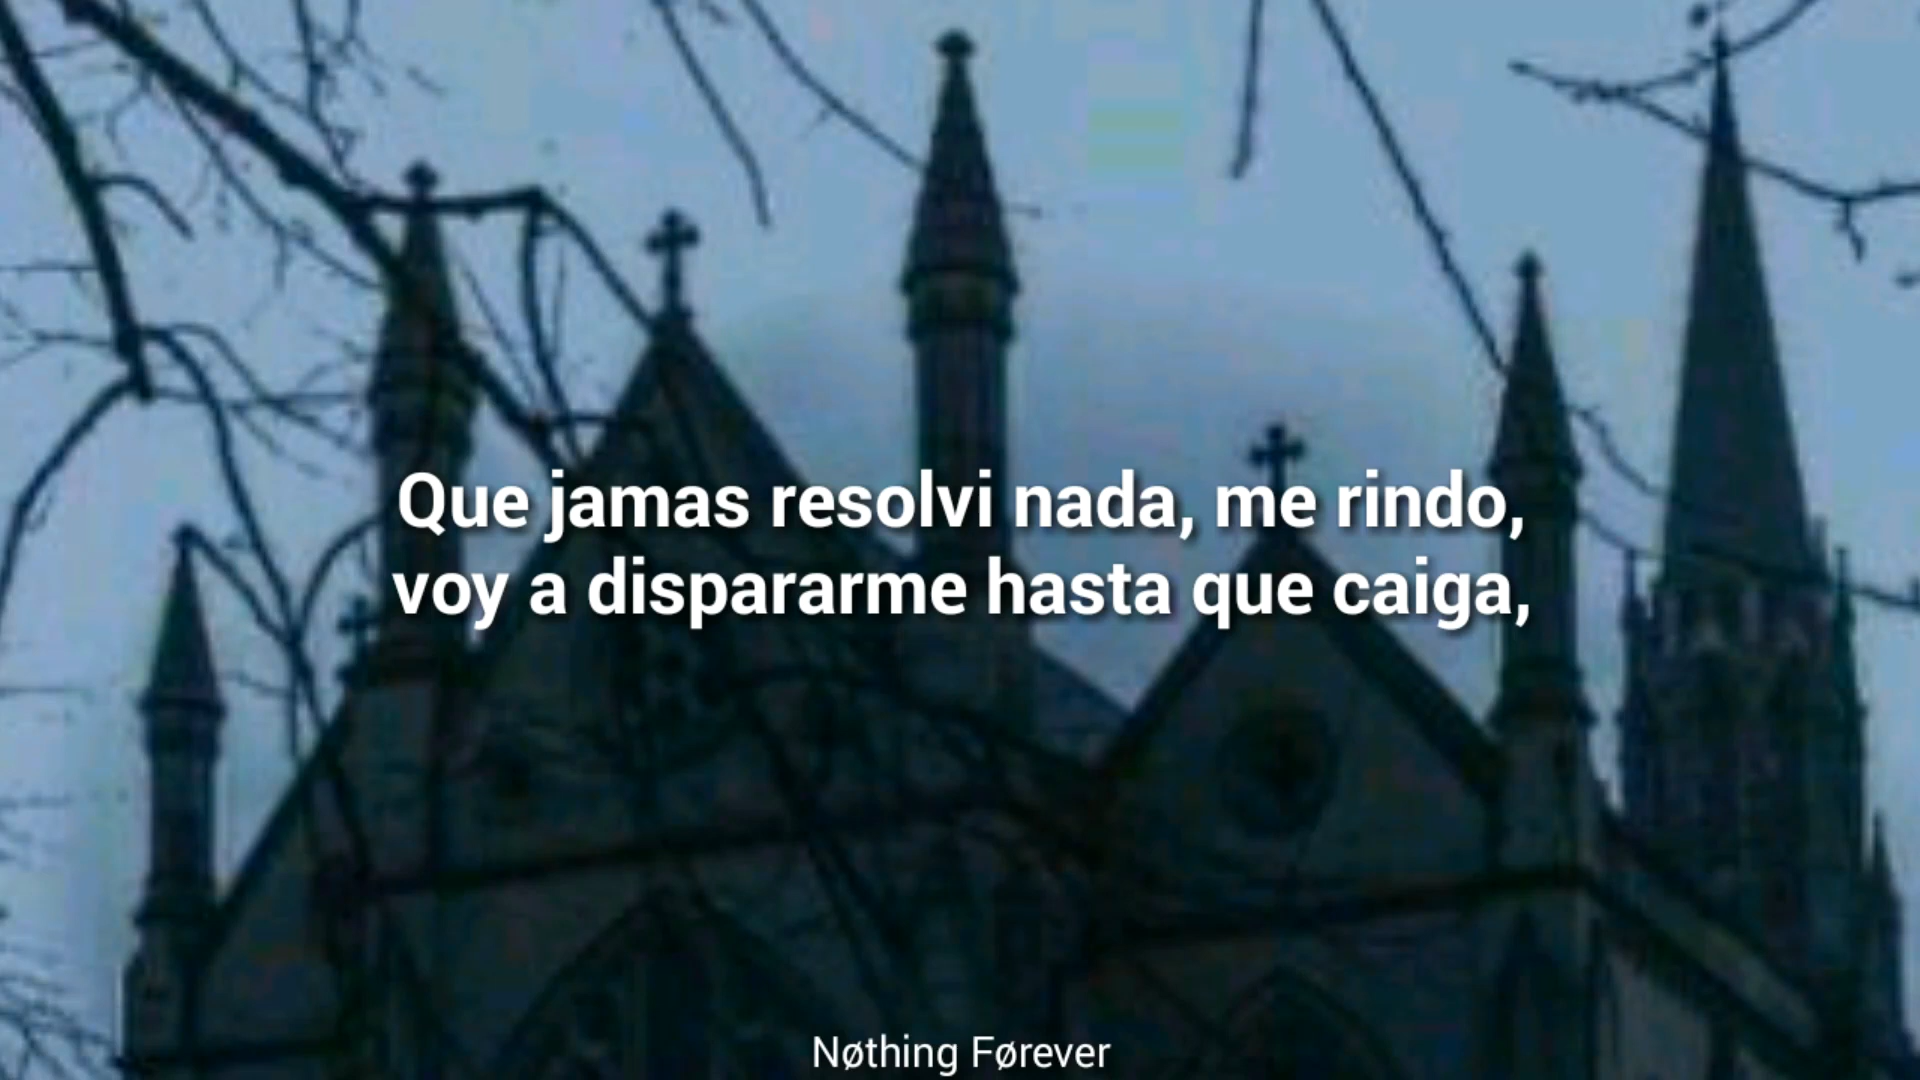 Que jamas resolvi nada, me rindo,
voy a dispararme hasta que caiga,
Nøthing Førever